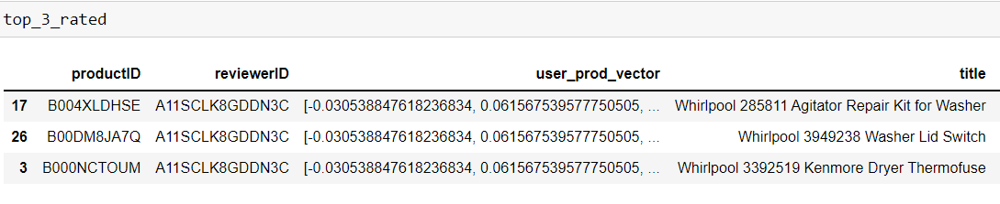 top_3_rated
productID reviewerID user_prod_vector title
17 B004XLDHSE A11SCLK8GDDN3C [-0.030538847618236834, 0.061567539577750505, ... Whirlpool 285811 Agitator Repair Kit for Washer
26 B00DM8JA7Q A11SCLK8GDDN3C [-0.030538847618236834, 0.061567539577750505, ... Whirlpool 3949238 Washer Lid Switch
3 B000NCTOUM A11SCLK8GDDN3C [-0.030538847618236834, 0.061567539577750505, ... Whirlpool 3392519 Kenmore Dryer Thermofuse